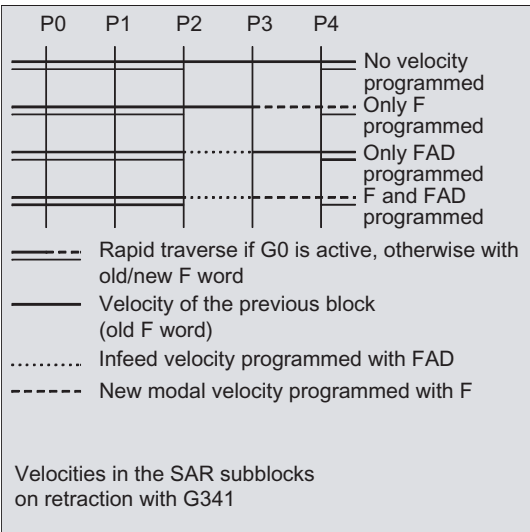 P0 P1 P2 P3 P4
No velocity
programmed
Only F
programmed
Only FAD
programmed
F and FAD
programmed
Rapid traverse if G0 is active, otherwise with
old/new F word
Velocity of the previous block
(old F word)
Infeed velocity programmed with FAD
New modal velocity programmed with F
Velocities in the SAR subblocks
on retraction with G341